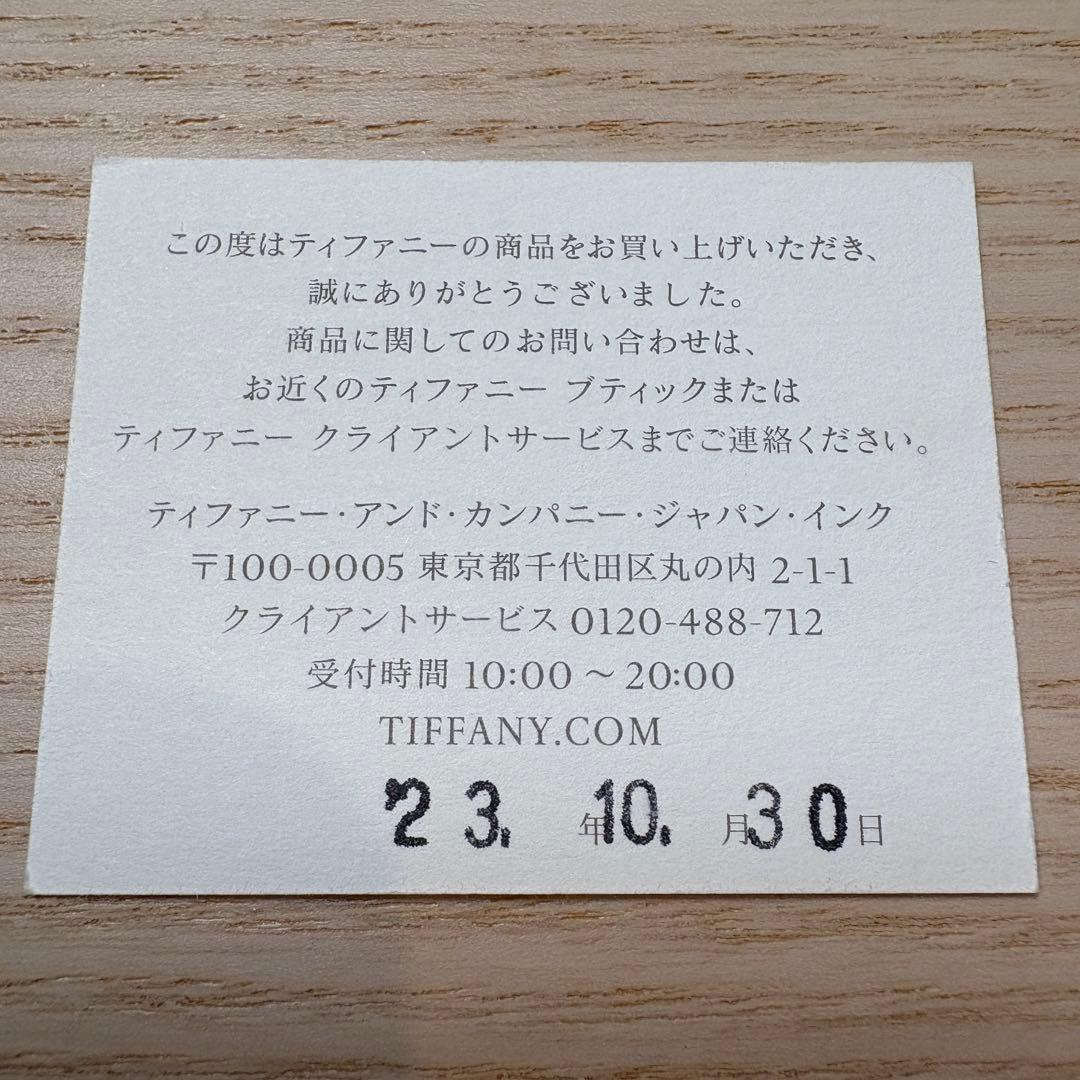 この度はティファニーの商品をお買い上げいただき、
誠にありがとうございました。
商品に関してのお問い合わせは、
お近くのティファニー ブティックまたは
ティファニー クライアントサービスまでご連絡ください。
ティファニー・アンド・カンパニー・ジャパン・インク
〒100-0005 東京都千代田区丸の内 2-1-1
クライアントサービス 0120-488-712
受付時間 10:00 〜 20:00
TIFFANY.COM
'23. 年10. 月30日